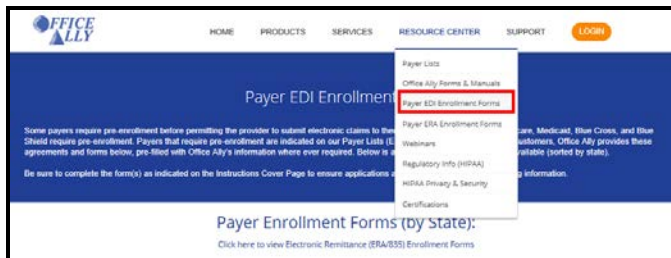 OFFICE ALLY
HOME PRODUCTS SERVICES RESOURCE CENTER SUPPORT LOGIN
Payer Lists
Office Ally Forms & Manuals
Payer EDI Enrollment Forms
Payer ERA Enrollment Forms
Webinars
Regulatory Info (HIPAA)
HIPAA Privacy & Security
Certifications
Payer EDI Enrollment
Some payers require pre-enrollment before permitting the provider to submit electronic claims to the care, Medicaid, Blue Cross, and Blue
Shield require pre-enrollment. Payers that require pre-enrollment are indicated on our Payer Lists (E ustomers, Office Ally provides these
agreements and forms below, pre-filled with Office Ally's information where ever required. Below is a vailable (sorted by state).
Be sure to complete the form(s) as indicated on the Instructions Cover Page to ensure applications a g information.
Payer Enrollment Forms (by State):
Click here to view Electronic Remittance (ERA/835) Enrollment Forms